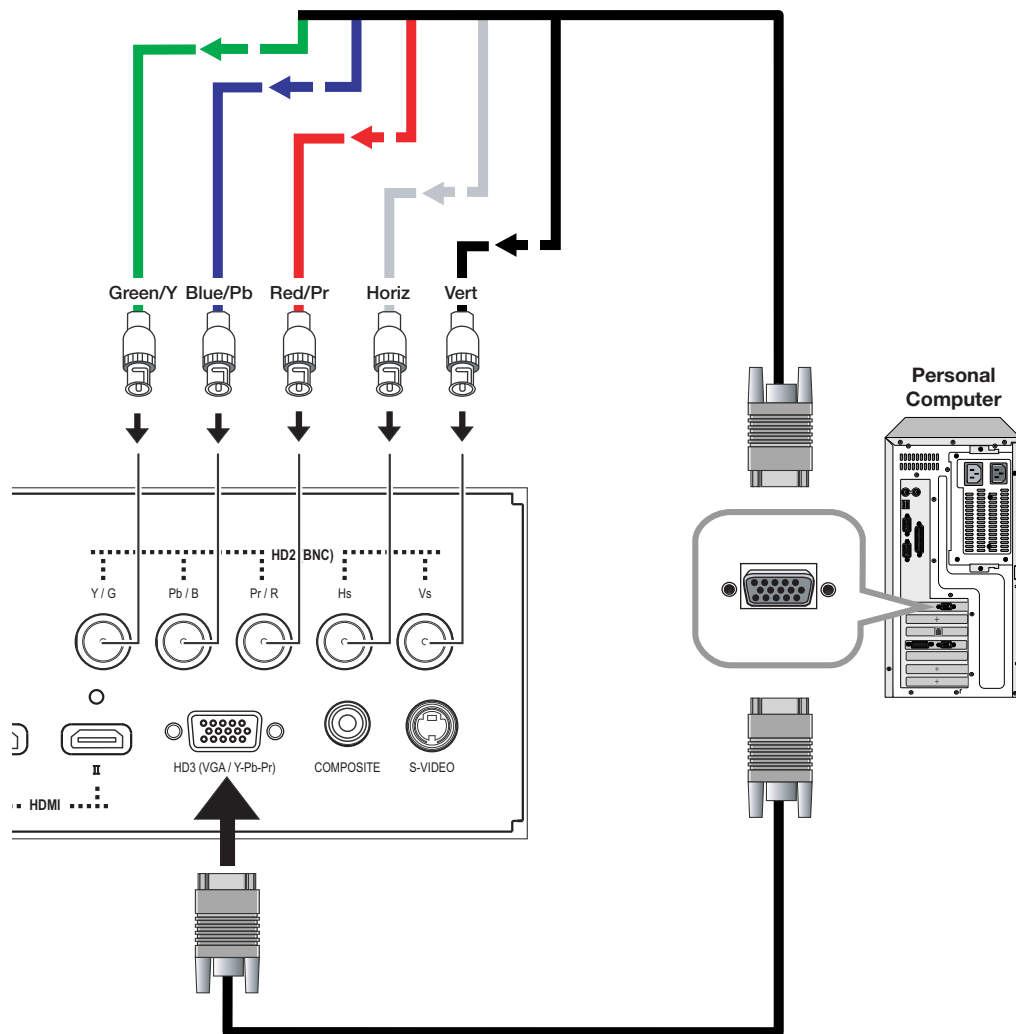 Green/Y Blue/Pb Red/Pr Horiz Vert
Personal
Computer
HD2 (BNC)
Y / G Pb / B Pr / R Hs Vs
HD3 (VGA / Y-Pb-Pr) COMPOSITE S-VIDEO
II
HDMI